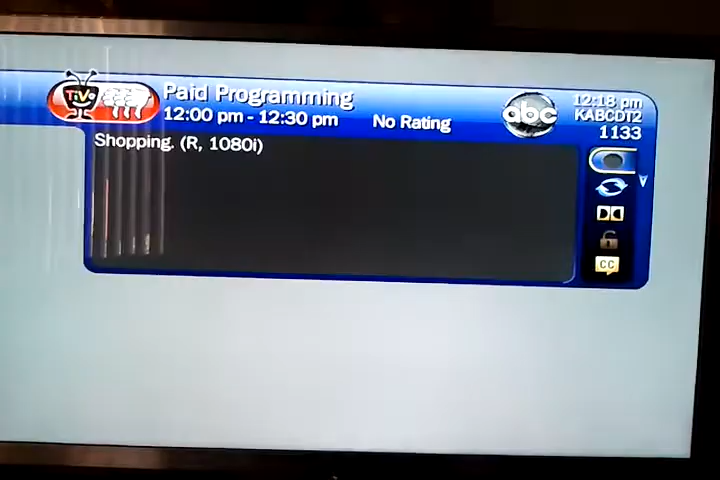 TiVo
Paid Programming
12:00 pm - 12:30 pm
No Rating
abc
12:18 pm
KABCDT2
1133
Shopping. (R, 1080i)
CC